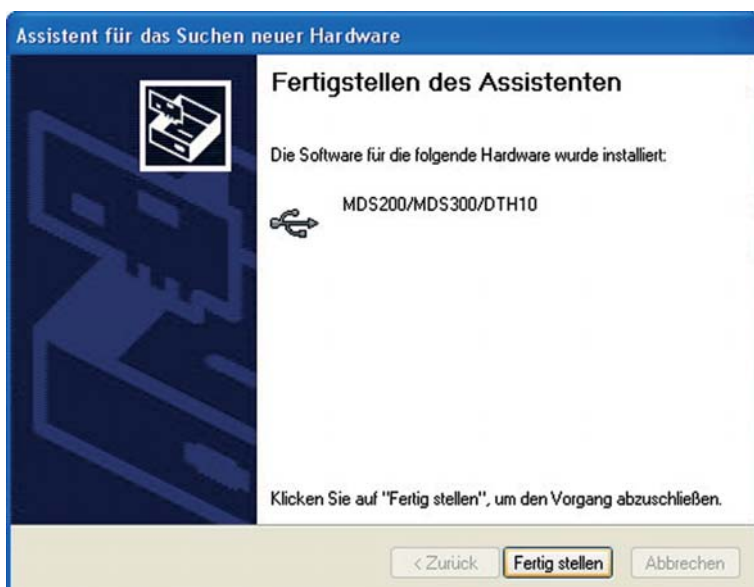 Assistent für das Suchen neuer Hardware
Fertigstellen des Assistenten
Die Software für die folgende Hardware wurde installiert:
MDS200/MDS300/DTH10
Klicken Sie auf "Fertig stellen", um den Vorgang abzuschließen.
< Zurück Fertig stellen Abbrechen